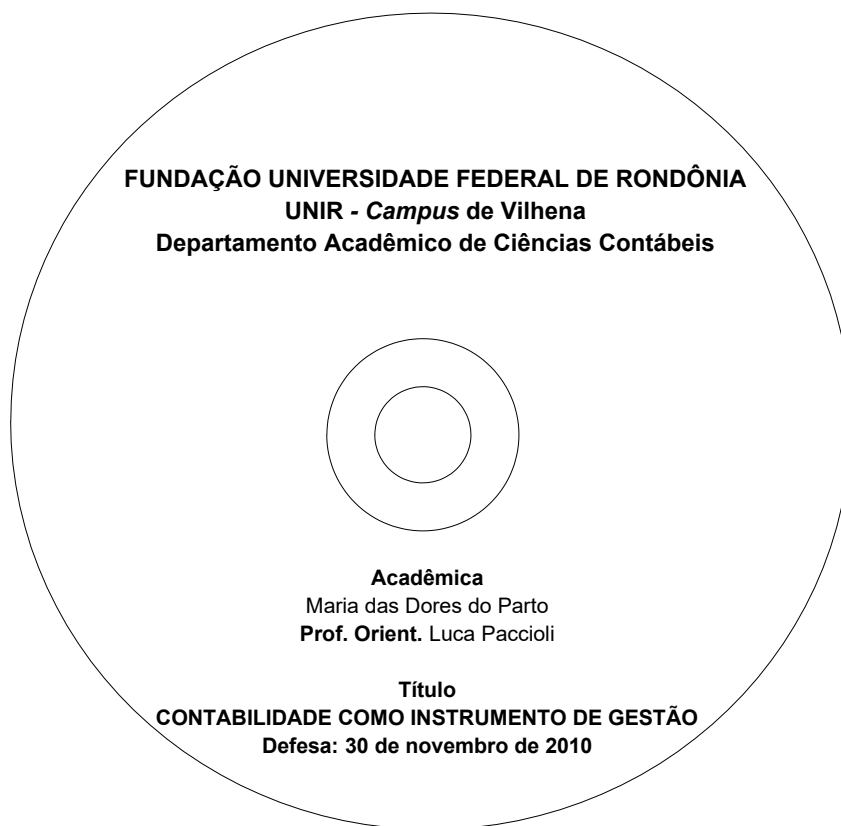 FUNDAÇÃO UNIVERSIDADE FEDERAL DE RONDÔNIA
UNIR - Campus de Vilhena
Departamento Acadêmico de Ciências Contábeis
Acadêmica
Maria das Dores do Parto
Prof. Orient. Luca Paccioli
Título
CONTABILIDADE COMO INSTRUMENTO DE GESTÃO
Defesa: 30 de novembro de 2010